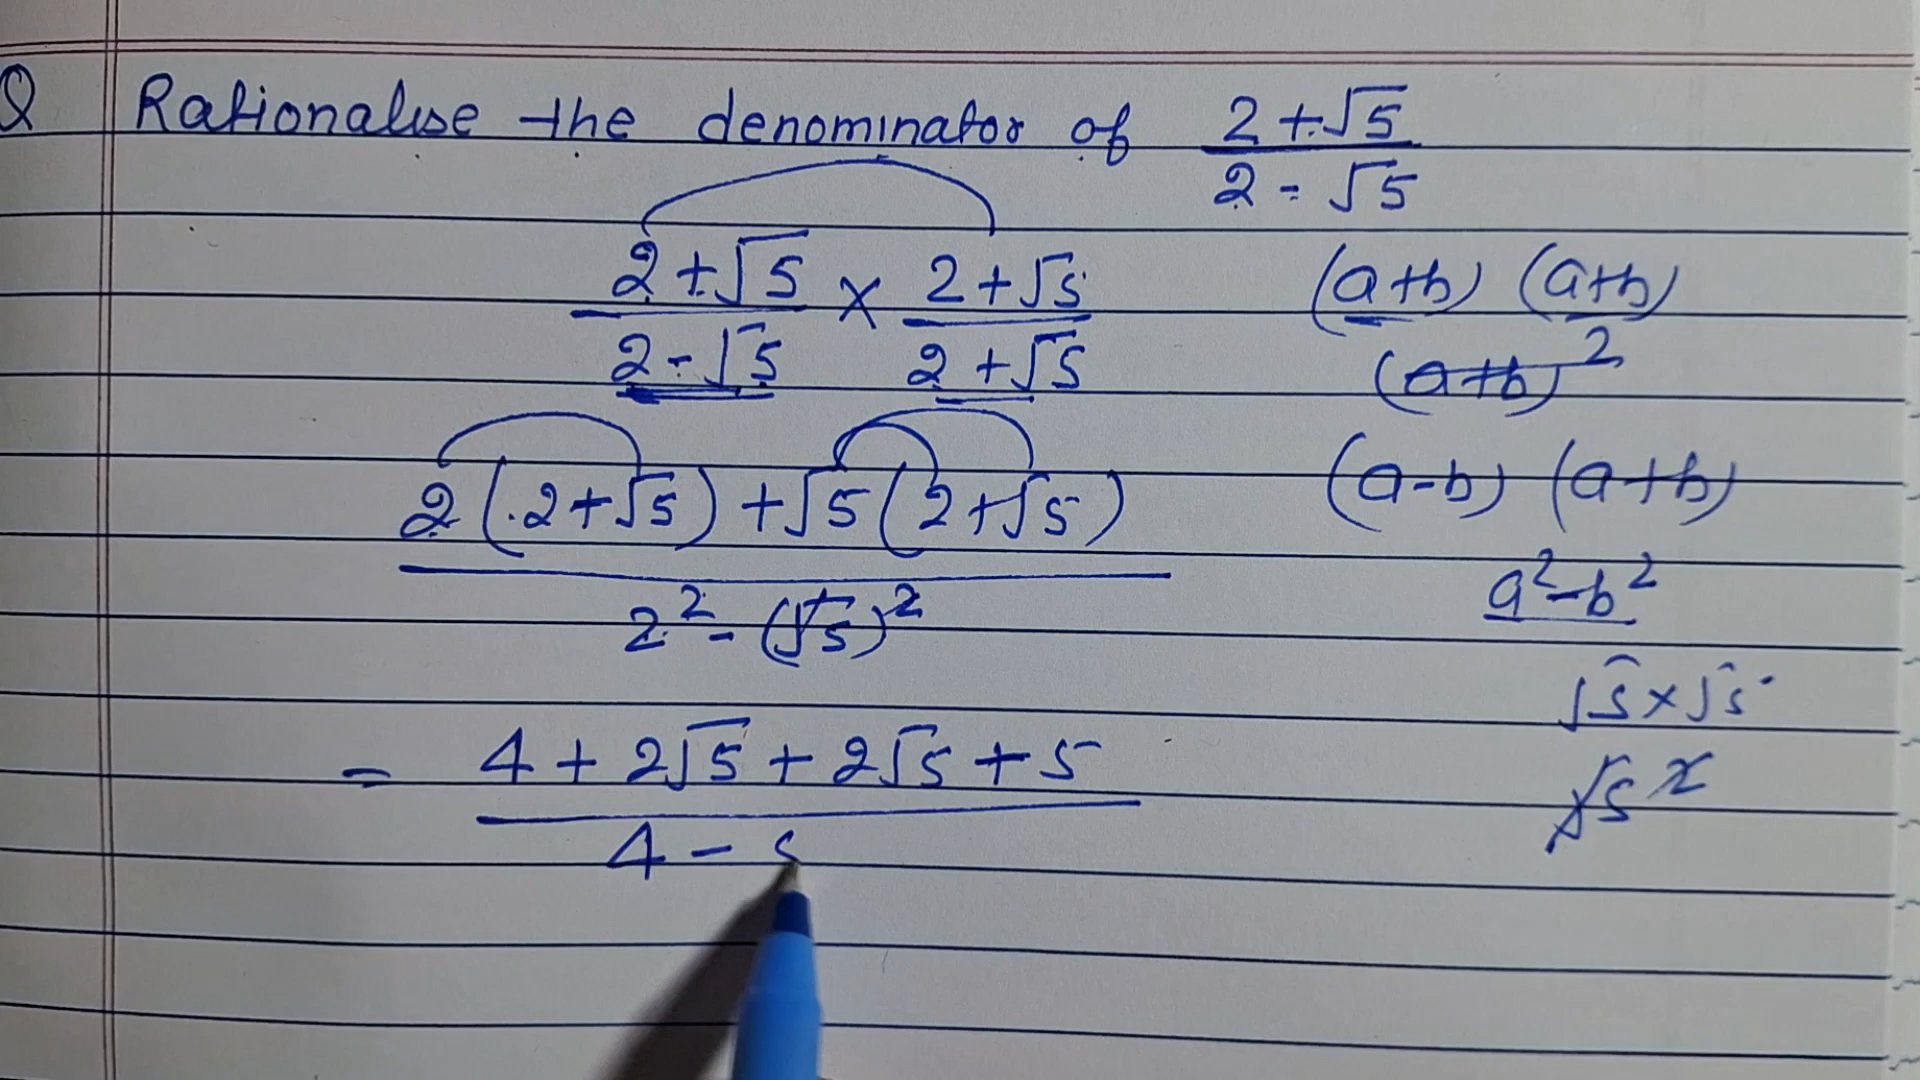 Q Rationalise the denominator of (2+√5)/(2-√5)
(2+√5)/(2-√5) × (2+√5)/(2+√5)
(a+b) (a+b)
(a+b)²
(2(2+√5)+√5(2+√5))/(2²-(√5)²)
(a-b) (a+b)
a²-b²
√5×√5
√5²
= (4+2√5+2√5+5)/(4-5)